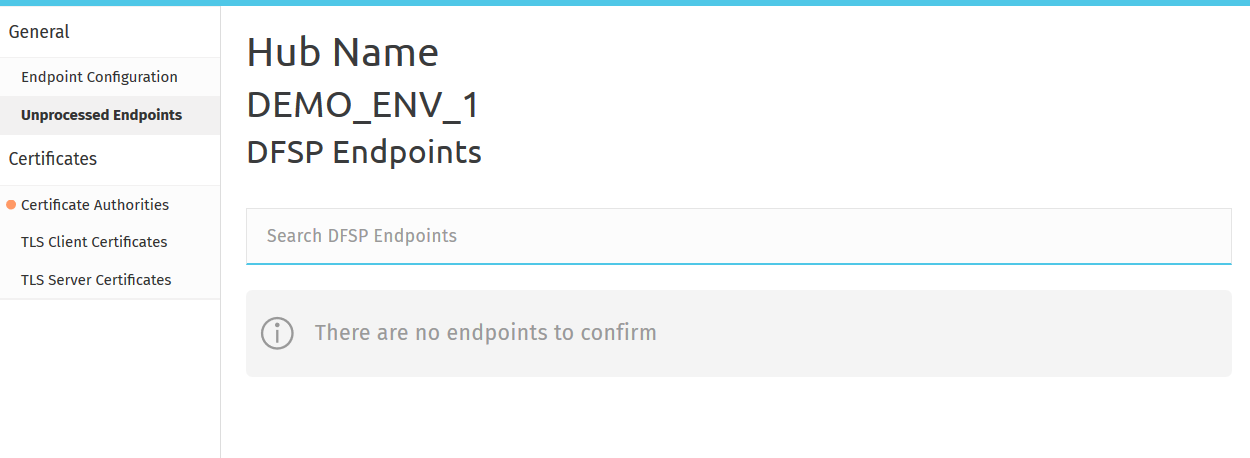 General
Endpoint Configuration
Unprocessed Endpoints
Certificates
Certificate Authorities
TLS Client Certificates
TLS Server Certificates
Hub Name
DEMO_ENV_1
DFSP Endpoints
Search DFSP Endpoints
There are no endpoints to confirm